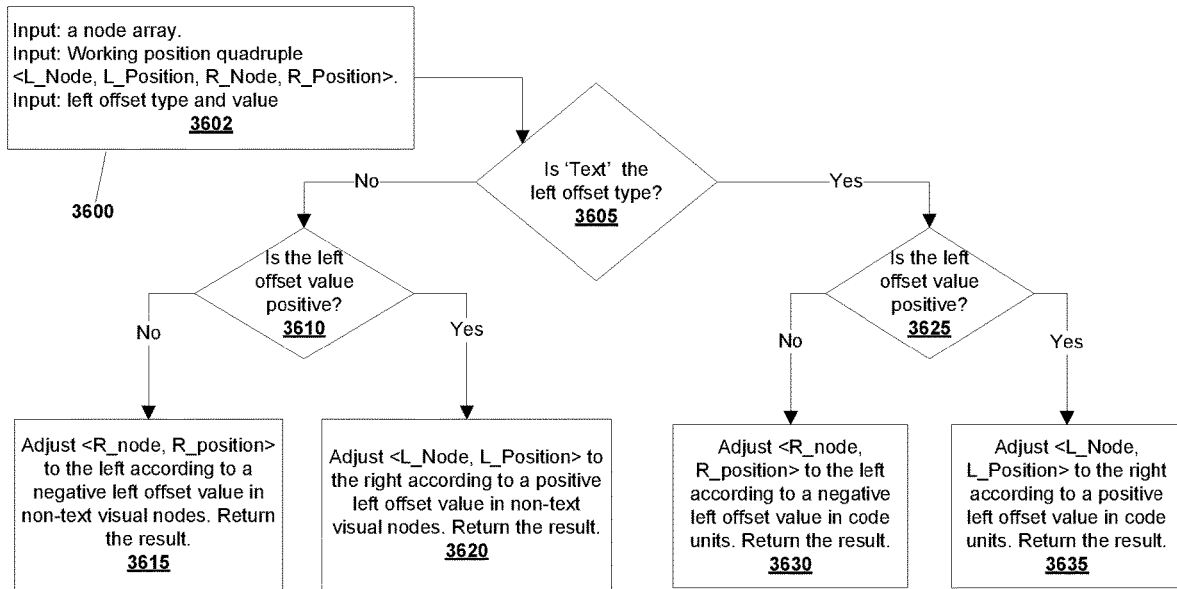 Input: a node array.
Input: Working position quadruple
<L_Node, L_Position, R_Node, R_Position>.
Input: left offset type and value
3602
3600
Is ‘Text’ the
left offset type?
3605
No
Yes
Is the left
offset value
positive?
3610
No
Yes
Is the left
offset value
positive?
3625
No
Yes
Adjust <R_node, R_position>
to the left according to a
negative left offset value in
non-text visual nodes. Return
the result.
3615
Adjust <L_Node, L_Position> to
the right according to a positive
left offset value in non-text
visual nodes. Return the result.
3620
Adjust <R_node,
R_position> to the left
according to a negative
left offset value in code
units. Return the result.
3630
Adjust <L_Node,
L_Position> to the right
according to a positive
left offset value in code
units. Return the result.
3635